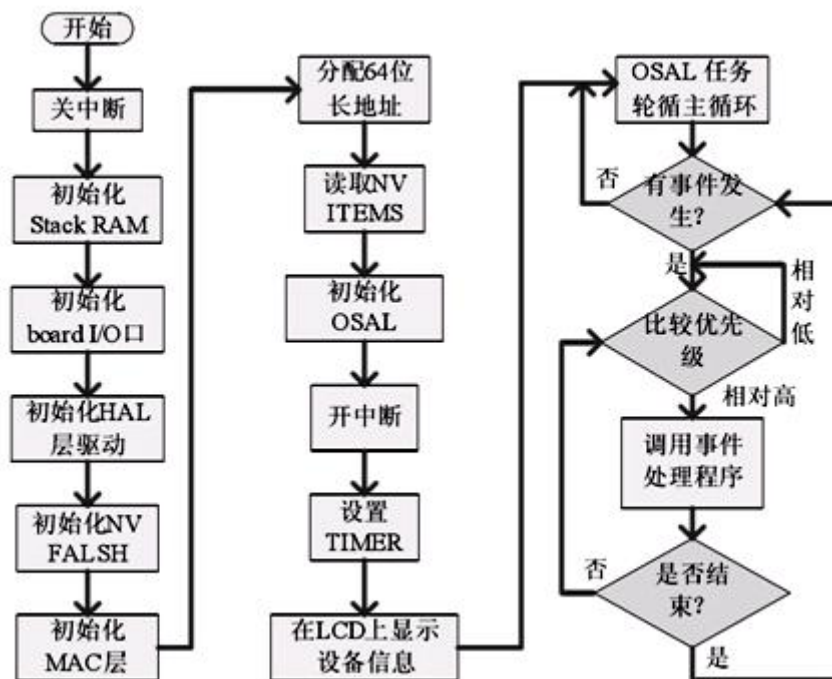 开始
关中断
初始化
Stack RAM
初始化
board I/O口
初始化HAL
层驱动
初始化NV
FALSH
初始化
MAC层
分配64位
长地址
读取NV
ITEMS
初始化
OSAL
开中断
设置
TIMER
在LCD上显示
设备信息
OSAL 任务
轮循主循环
否
有事件发
生?
是
相
对
低
比较优先
级
相对高
调用事件
处理程序
否
是否结
束?
是